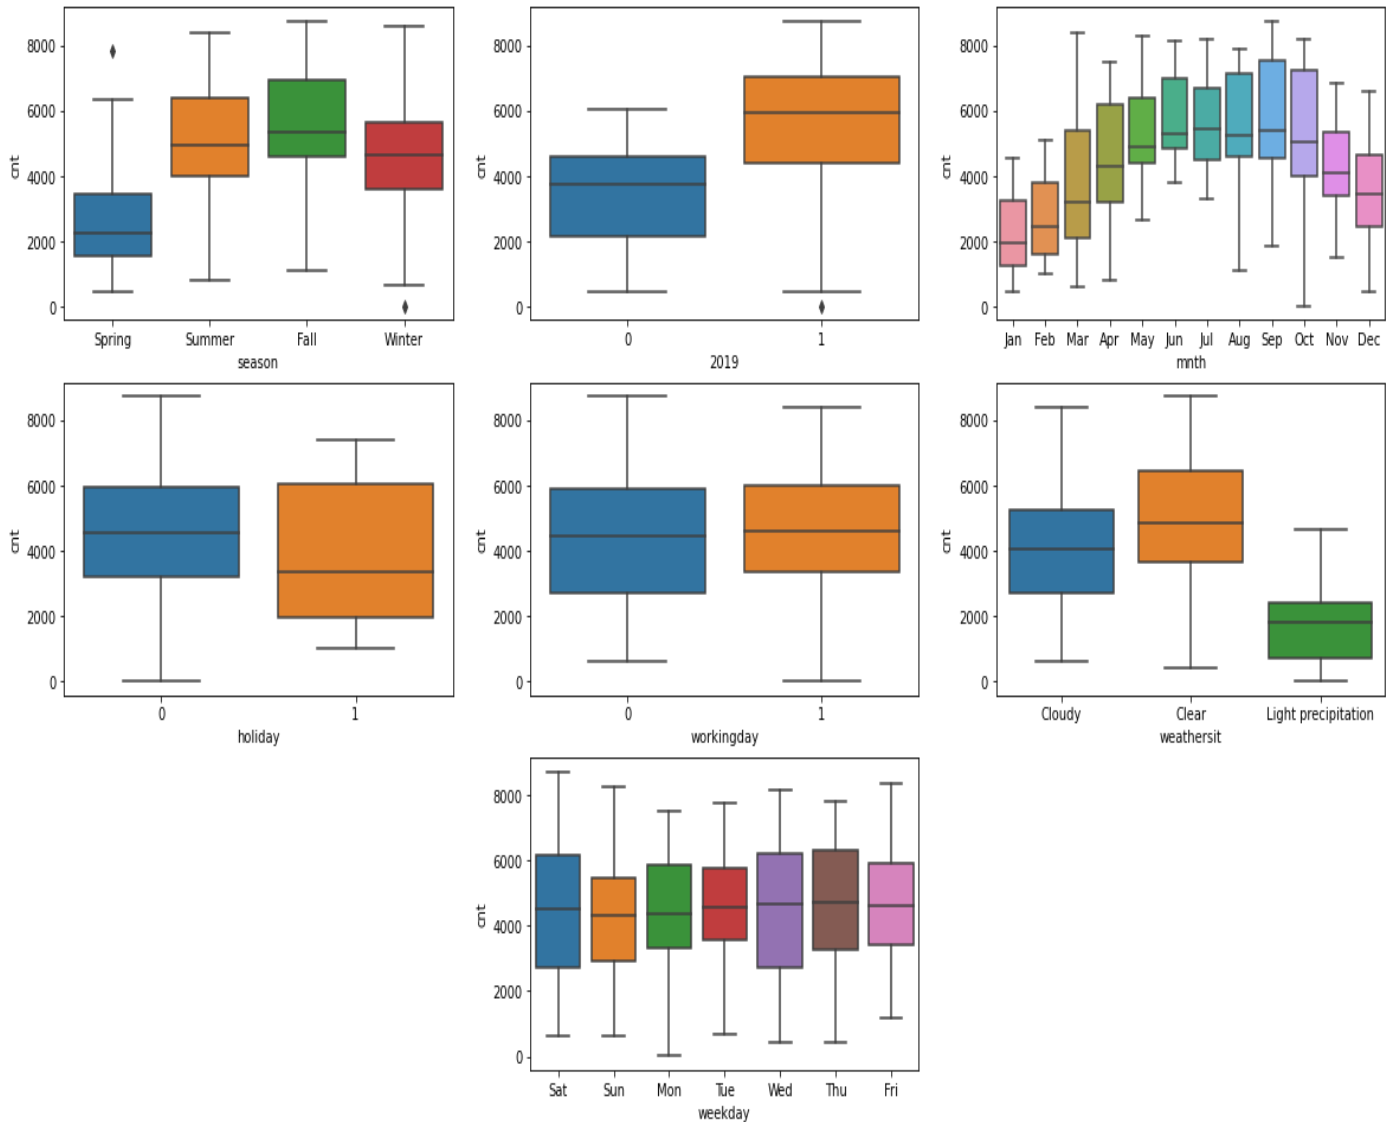 cnt
8000
6000
4000
2000
0
Spring Summer Fall Winter
season
cnt
8000
6000
4000
2000
0
0 1
2019
cnt
8000
6000
4000
2000
0
Jan Feb Mar Apr May Jun Jul Aug Sep Oct Nov Dec
mnth
cnt
8000
6000
4000
2000
0
0 1
holiday
cnt
8000
6000
4000
2000
0
0 1
workingday
cnt
8000
6000
4000
2000
0
Cloudy Clear Light precipitation
weathersit
cnt
8000
6000
4000
2000
0
Sat Sun Mon Tue Wed Thu Fri
weekday